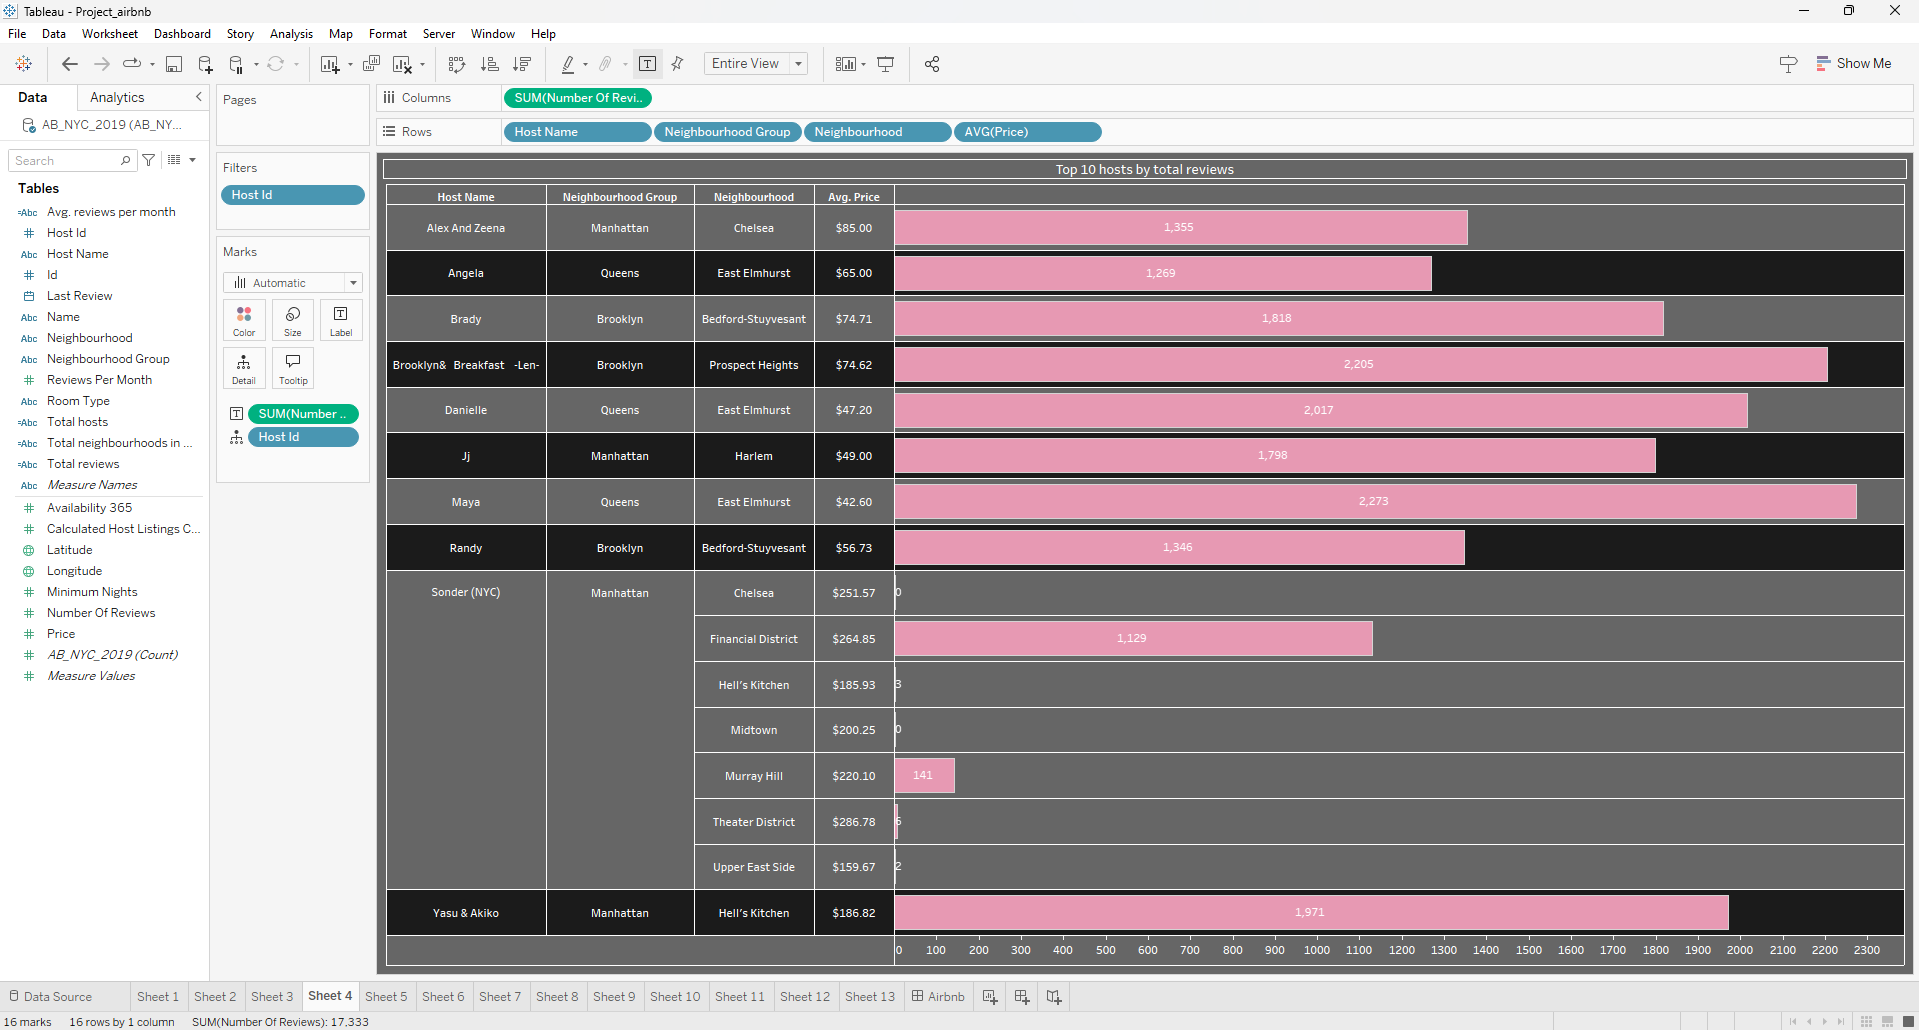 Tableau - Project_airbnb
File Data Worksheet Dashboard Story Analysis Map Format Server Window Help
Entire View
Show Me
Data Analytics
AB_NYC_2019 (AB_NY...
Search
Tables
Avg. reviews per month
Host Id
Host Name
Id
Last Review
Name
Neighbourhood
Neighbourhood Group
Reviews Per Month
Room Type
Total hosts
Total neighbourhoods in ...
Total reviews
Measure Names
Availability 365
Calculated Host Listings C...
Latitude
Longitude
Minimum Nights
Number Of Reviews
Price
AB_NYC_2019 (Count)
Measure Values
Pages
Filters
Host Id
Marks
Automatic
Color Size Label
Detail Tooltip
SUM(Number ..
Host Id
Columns SUM(Number Of Revi..
Rows Host Name Neighbourhood Group Neighbourhood AVG(Price)
Top 10 hosts by total reviews
Host Name Neighbourhood Group Neighbourhood Avg. Price
Alex And Zeena Manhattan Chelsea $85.00 1,355
Angela Queens East Elmhurst $65.00 1,269
Brady Brooklyn Bedford-Stuyvesant $74.71 1,818
Brooklyn& Breakfast -Len- Brooklyn Prospect Heights $74.62 2,205
Danielle Queens East Elmhurst $47.20 2,017
Jj Manhattan Harlem $49.00 1,798
Maya Queens East Elmhurst $42.60 2,273
Randy Brooklyn Bedford-Stuyvesant $56.73 1,346
Sonder (NYC) Manhattan Chelsea $251.57 0
Financial District $264.85 1,129
Hell's Kitchen $185.93 3
Midtown $200.25 0
Murray Hill $220.10 141
Theater District $286.78 6
Upper East Side $159.67 2
Yasu & Akiko Manhattan Hell's Kitchen $186.82 1,971
0 100 200 300 400 500 600 700 800 900 1000 1100 1200 1300 1400 1500 1600 1700 1800 1900 2000 2100 2200 2300
Data Source Sheet 1 Sheet 2 Sheet 3 Sheet 4 Sheet 5 Sheet 6 Sheet 7 Sheet 8 Sheet 9 Sheet 10 Sheet 11 Sheet 12 Sheet 13 Airbnb
16 marks 16 rows by 1 column SUM(Number Of Reviews): 17,333